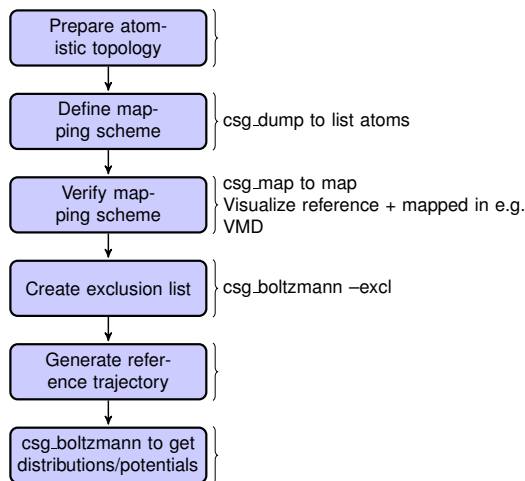 Prepare atom-
istic topology
Define map-
ping scheme
csg_dump to list atoms
Verify map-
ping scheme
csg_map to map
Visualize reference + mapped in e.g.
VMD
Create exclusion list
csg_boltzmann –excl
Generate refer-
ence trajectory
csg_boltzmann to get
distributions/potentials